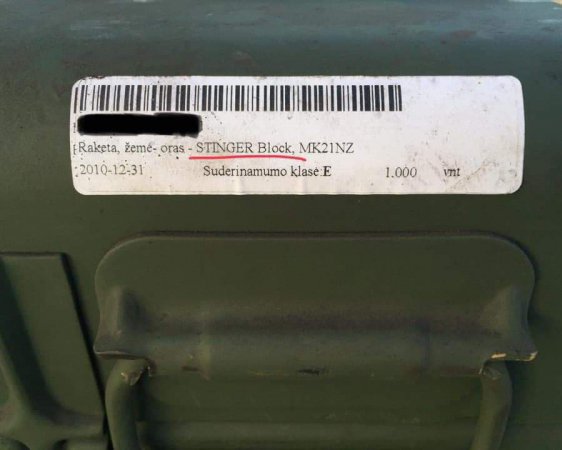 Raketa, žemė- oras - STINGER Block, MK21NZ
2010-12-31 Suderinamumo klasė: E 1.000 vnt